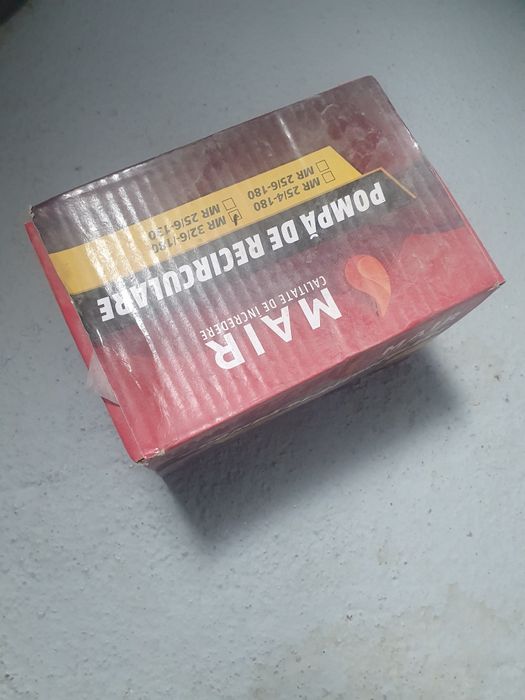 MAIR
CALITATE DE INCREDERE
POMPĂ DE RECIRCULARE
MR 25/4-180
MR 32/6-/180
MR 25/6-180
MR 25/6-130